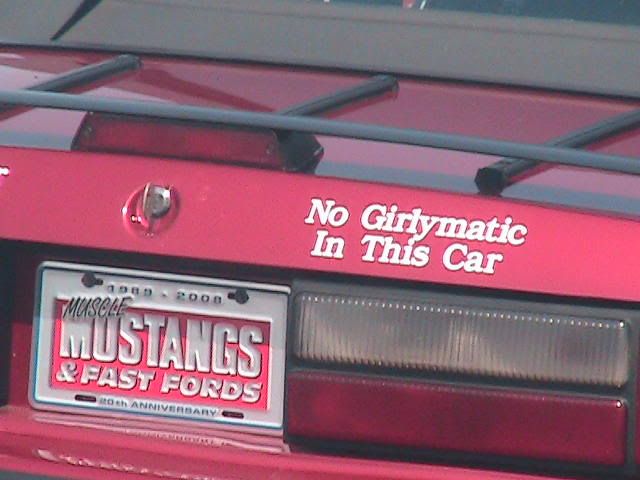 No Girlymatic
In This Car
1989 - 2008
MUSCLE
MUSTANGS
& FAST FORDS
20th ANNIVERSARY